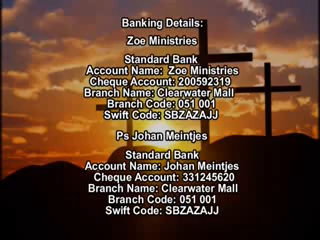 Banking Details:
Zoe Ministries
Standard Bank
Account Name: Zoe Ministries
Cheque Account: 200592319
Branch Name: Clearwater Mall
Branch Code: 051 001
Swift Code: SBZAZAJJ
Ps Johan Meintjes
Standard Bank
Account Name: Johan Meintjes
Cheque Account: 331245620
Branch Name: Clearwater Mall
Branch Code: 051 001
Swift Code: SBZAZAJJ